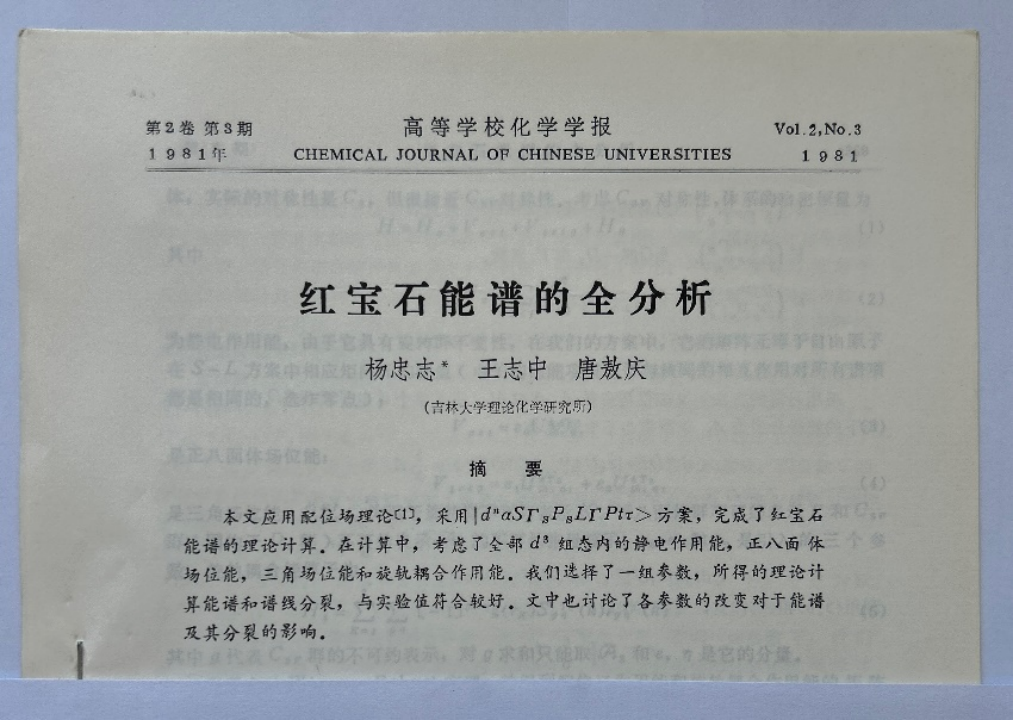 第2卷 第3期 高等学校化学学报 Vol.2,No.3
1981年 CHEMICAL JOURNAL OF CHINESE UNIVERSITIES 1981
红宝石能谱的全分析
杨忠志* 王志中 唐敖庆
(吉林大学理论化学研究所)
摘 要
本文应用配位场理论[1],采用|dⁿαSΓₛPₛLΓPtτ>方案,完成了红宝石
能谱的理论计算.在计算中,考虑了全部 d³ 组态内的静电作用能,正八面体
场位能,三角场位能和旋轨耦合作用能.我们选择了一组参数,所得的理论计
算能谱和谱线分裂,与实验值符合较好.文中也讨论了各参数的改变对于能谱
及其分裂的影响.